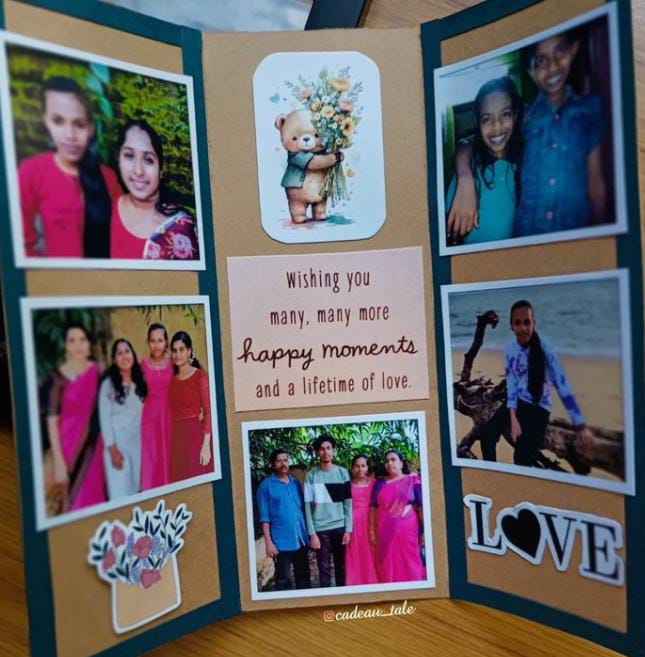 Wishing you
many, many more
happy moments
and a lifetime of love.
LOVE
cadeau_tale